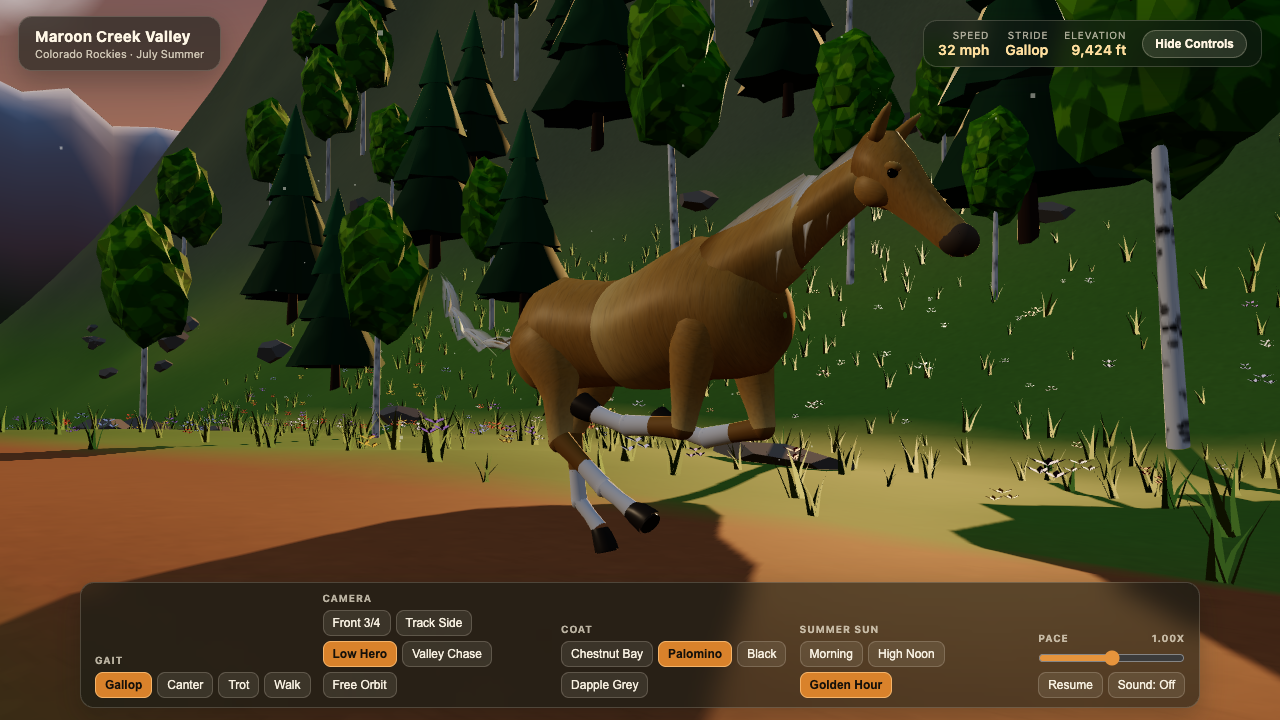 Maroon Creek Valley
Colorado Rockies · July Summer
SPEED
32 mph
STRIDE
Gallop
ELEVATION
9,424 ft
Hide Controls
GAIT
Gallop Canter Trot Walk
CAMERA
Front 3/4 Track Side
Low Hero Valley Chase
Free Orbit
COAT
Chestnut Bay Palomino Black
Dapple Grey
SUMMER SUN
Morning High Noon
Golden Hour
PACE 1.00X
Resume Sound: Off